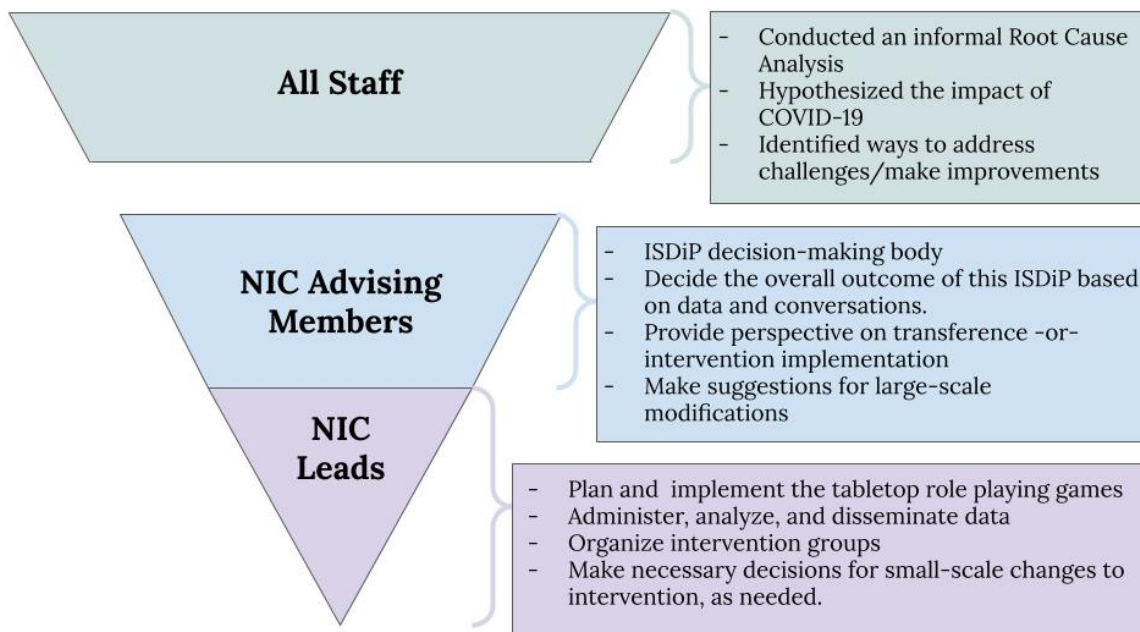 All Staff
- Conducted an informal Root Cause
Analysis
- Hypothesized the impact of
COVID-19
- Identified ways to address
challenges/make improvements
NIC Advising
Members
- ISDiP decision-making body
- Decide the overall outcome of this ISDiP based
on data and conversations.
- Provide perspective on transference -or-
intervention implementation
- Make suggestions for large-scale
modifications
NIC
Leads
- Plan and implement the tabletop role playing games
- Administer, analyze, and disseminate data
- Organize intervention groups
- Make necessary decisions for small-scale changes to
intervention, as needed.